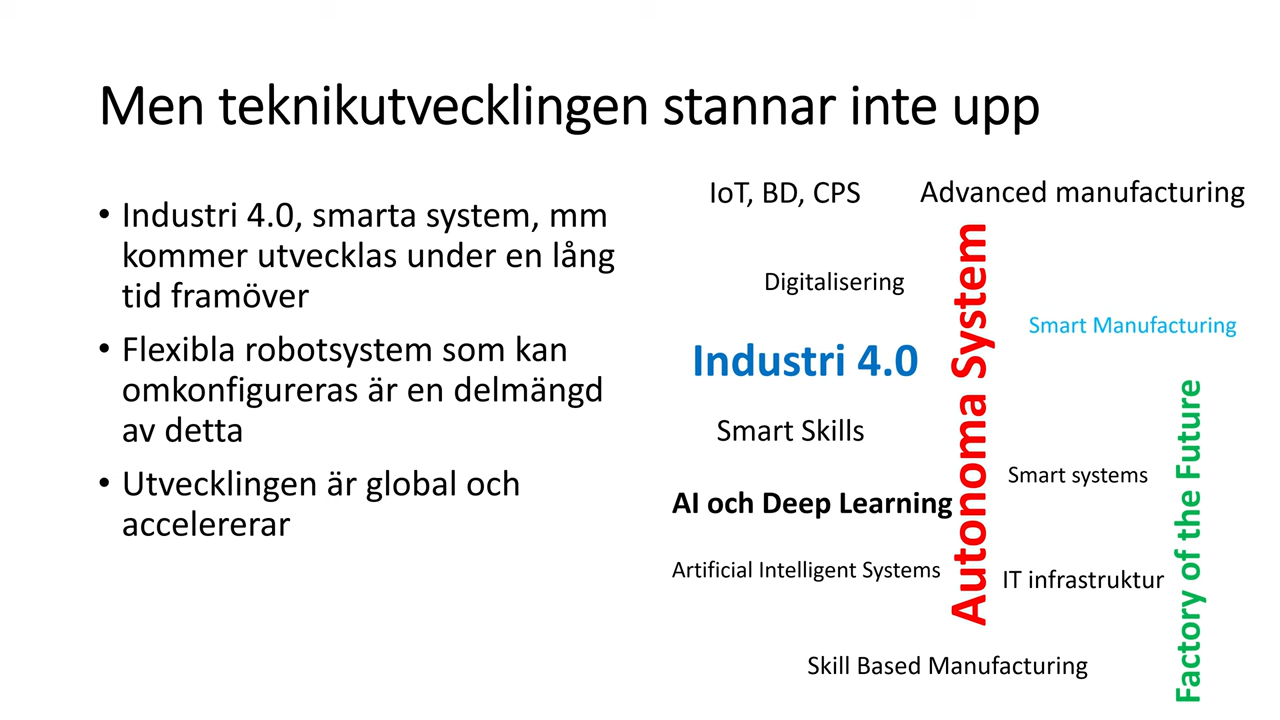 Men teknikutvecklingen stannar inte upp
• Industri 4.0, smarta system, mm
kommer utvecklas under en lång
tid framöver
• Flexibla robotsystem som kan
omkonfigureras är en delmängd
av detta
• Utvecklingen är global och
accelererar
IoT, BD, CPS
Advanced manufacturing
Digitalisering
Autonoma System
Smart Manufacturing
Industri 4.0
Smart Skills
Smart systems
Factory of the Future
AI och Deep Learning
Artificial Intelligent Systems
IT infrastruktur
Skill Based Manufacturing